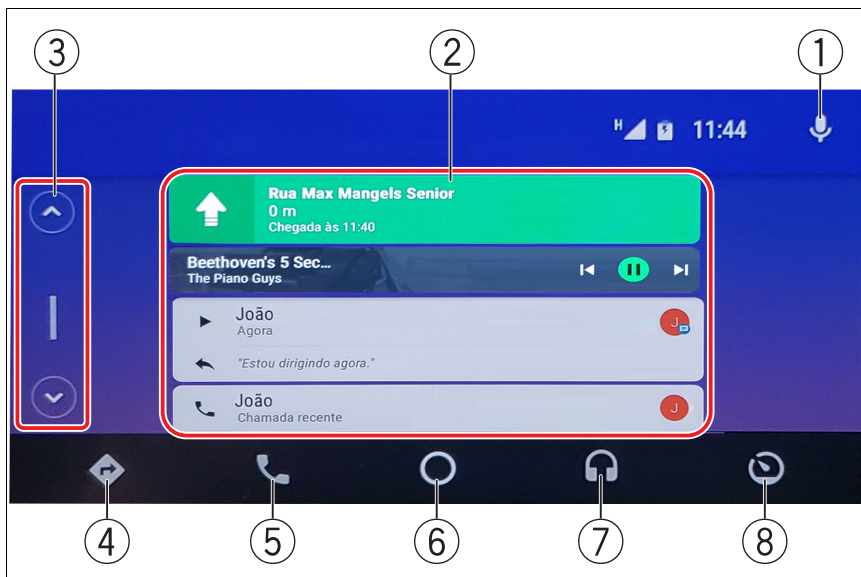 3
2
1
H
11:44
Rua Max Mangels Senior
0 m
Chegada às 11:40
Beethoven's 5 Sec...
The Piano Guys
João
Agora
J
"Estou dirigindo agora."
João
Chamada recente
J
4
5
6
7
8